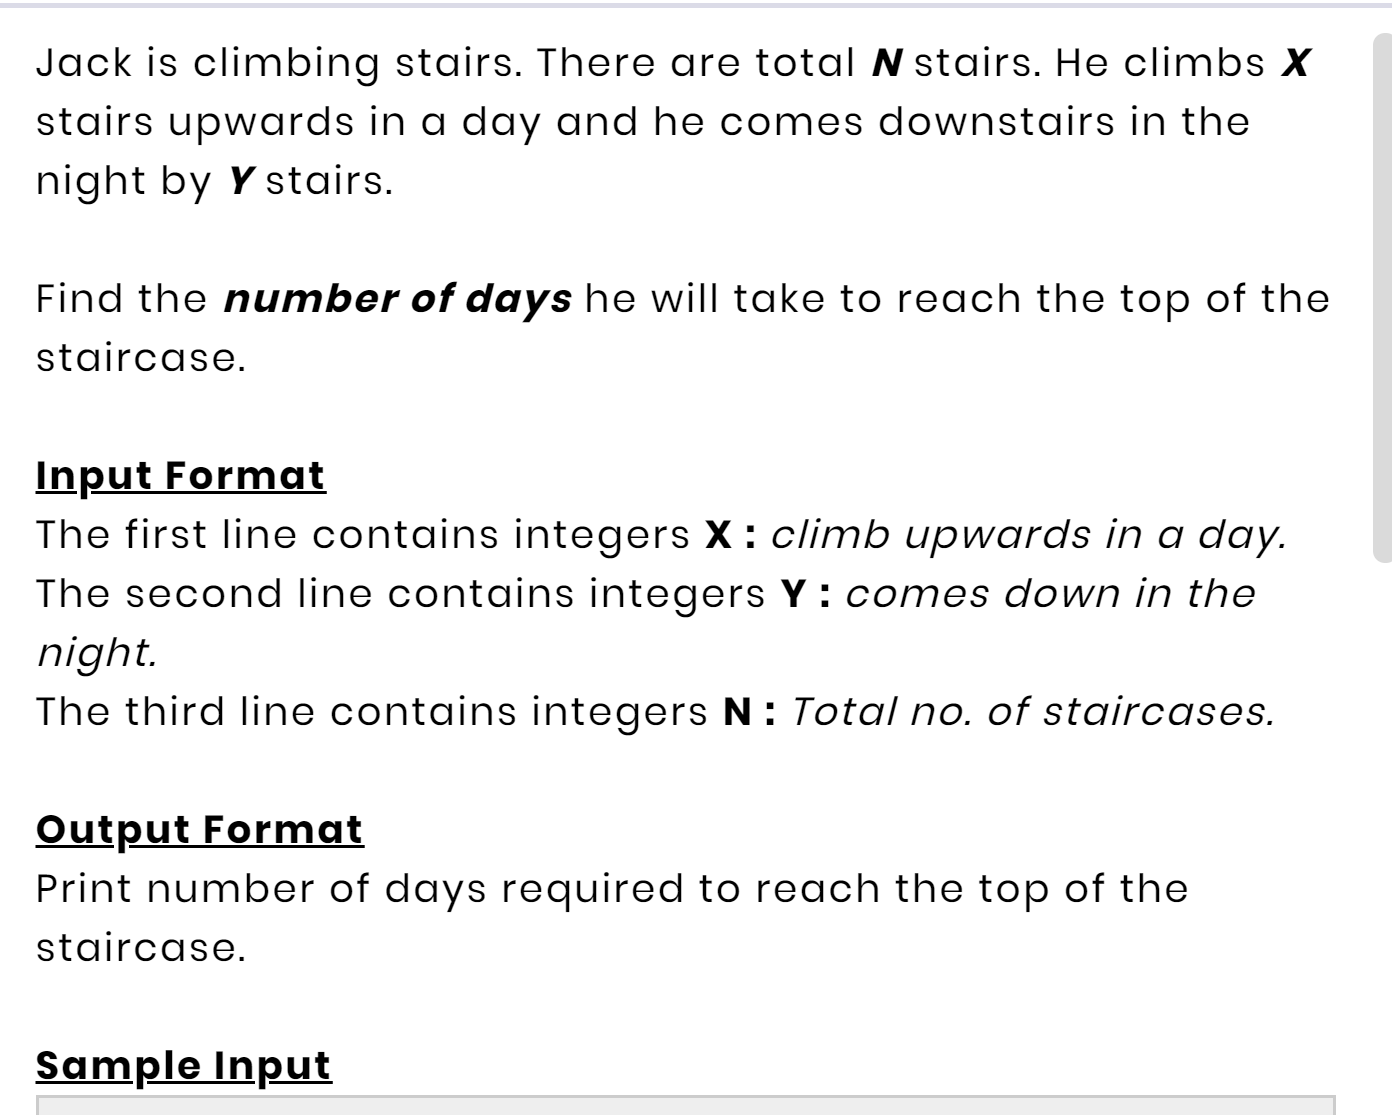 Jack is climbing stairs. There are total N stairs. He climbs X
stairs upwards in a day and he comes downstairs in the
night by Y stairs.
Find the number of days he will take to reach the top of the
staircase.
Input Format
The first line contains integers X : climb upwards in a day.
The second line contains integers Y : comes down in the
night.
The third line contains integers N : Total no. of staircases.
Output Format
Print number of days required to reach the top of the
staircase.
Sample Input